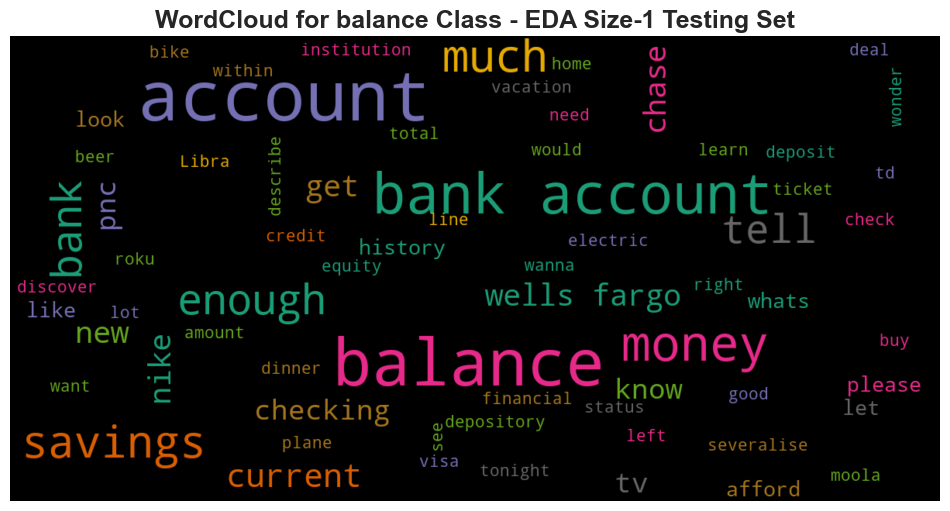 WordCloud for balance Class - EDA Size-1 Testing Set
bike
institution
much
deal
within
home
account
vacation
chase
wonder
look
need
total
beer
Libra
describe
would
learn
deposit
td
bank
pnc
get
bank account
ticket
line
tell
check
credit
history
electric
roku
equity
wanna
discover
enough
wells fargo
right
whats
like
lot
new
amount
nike
balance
money
buy
dinner
want
know
good
please
checking
financial
status
let
savings
depository
plane
see
left
severalise
visa
tonight
current
tv
afford
moola